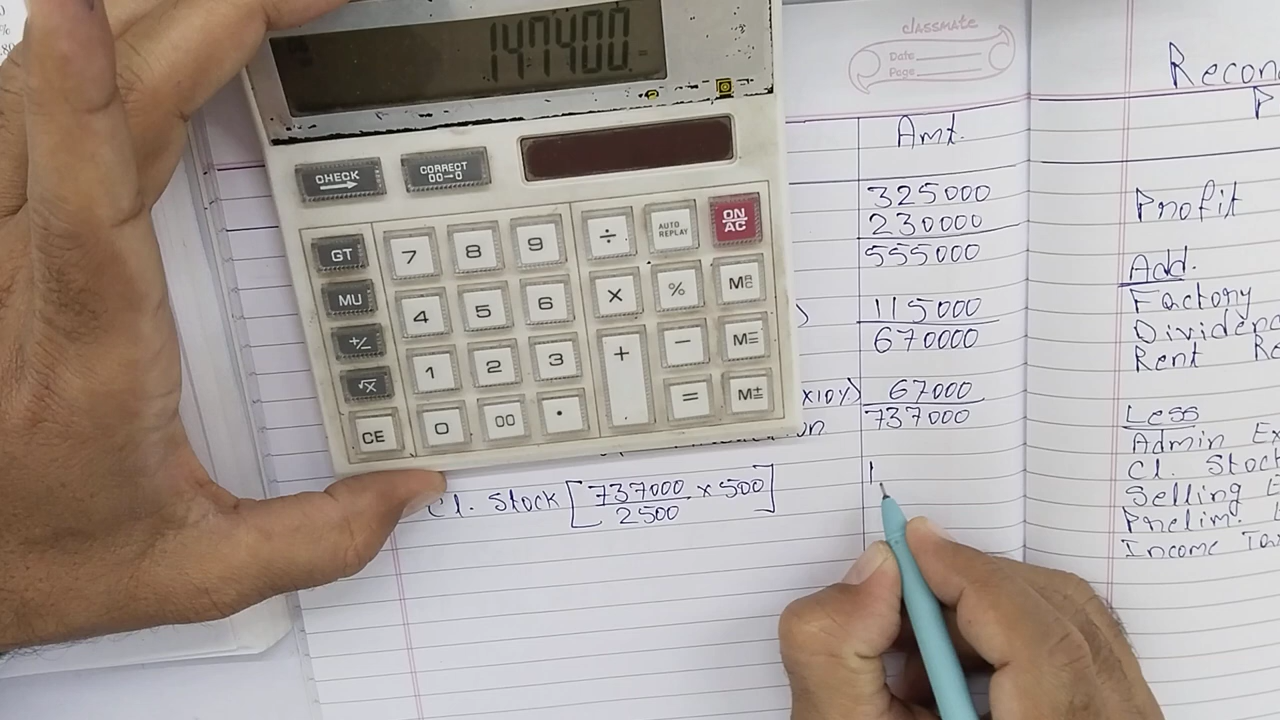 147400
CHECK
CORRECT
00→0
GT 7 8 9 ÷ AUTO REPLAY ON/AC
MU 4 5 6 X %
+/- 1 2 3 + − M=
√x 0 00 • = M±
CE
CLASSMATE
Date
Page
Amt.
325000
230000
555000
115000
670000
x10%) 67000
737000
Cl. Stock [737000 x 500]
2500
Recon
P
Profit
Add.
Factory
Dividend
Rent Re
Less
Admin Ex
Cl. Stock
Selling E
Prelim.
Income Tax